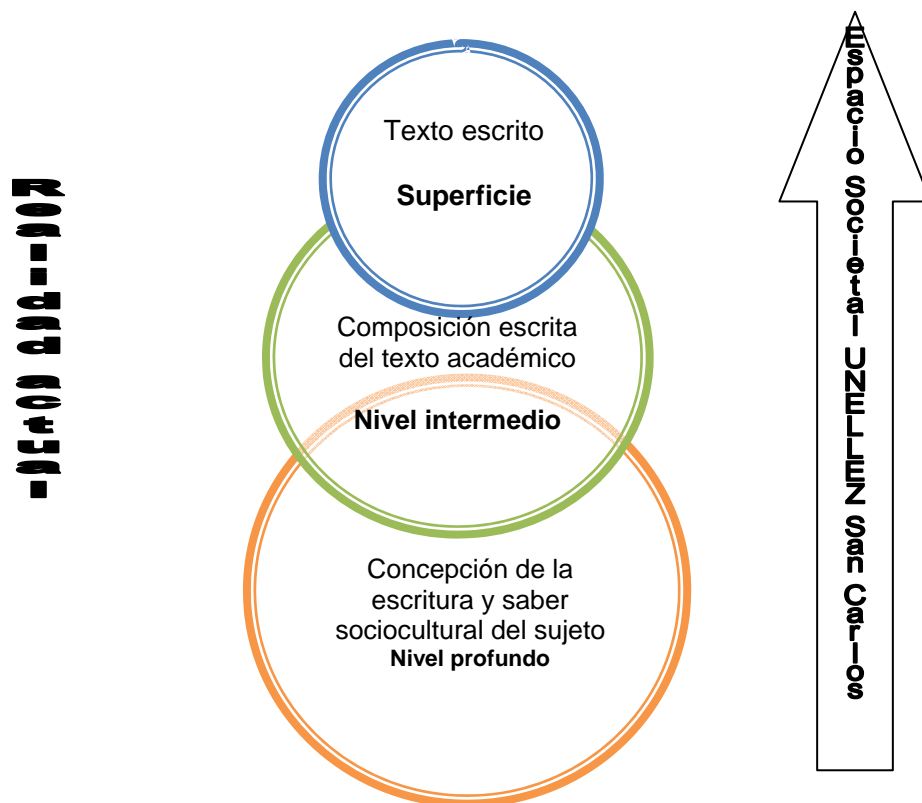 Texto escrito
Superficie
Composición escrita
del texto académico
Nivel intermedio
Concepción de la
escritura y saber
sociocultural del sujeto
Nivel profundo
Realidad actual
Espacio Societal UNELLEZ San Carlos